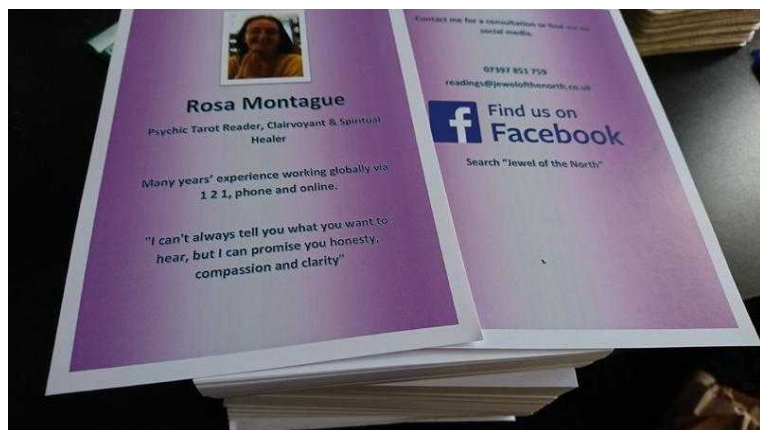 Rosa Montague
Psychic Tarot Reader, Clairvoyant & Spiritual
Healer
Many years' experience working globally via
1 2 1, phone and online.
"I can't always tell you what you want to
hear, but I can promise you honesty,
compassion and clarity"
Contact me for a consultation or find me on
social media.
07397 851 759
readings@jewelofthenorth.co.uk
f
Find us on
Facebook
Search "Jewel of the North"